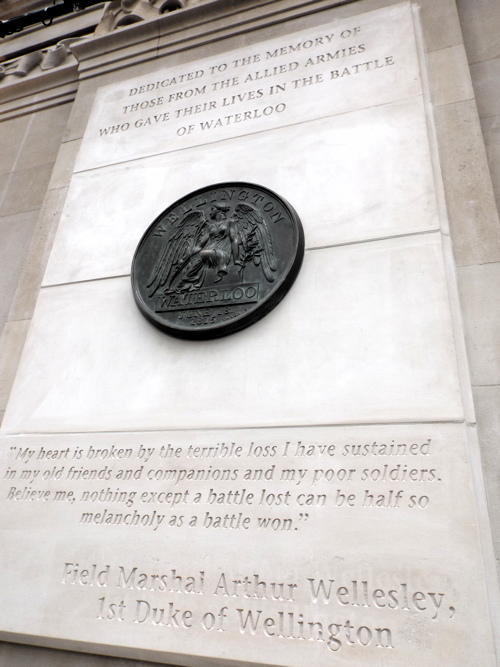 DEDICATED TO THE MEMORY OF
THOSE FROM THE ALLIED ARMIES
WHO GAVE THEIR LIVES IN THE BATTLE
OF WATERLOO
WELLINGTON
WATERLOO
JUNE 18
1815
"My heart is broken by the terrible loss I have sustained
in my old friends and companions and my poor soldiers.
Believe me, nothing except a battle lost can be half so
melancholy as a battle won."
Field Marshal Arthur Wellesley,
1st Duke of Wellington